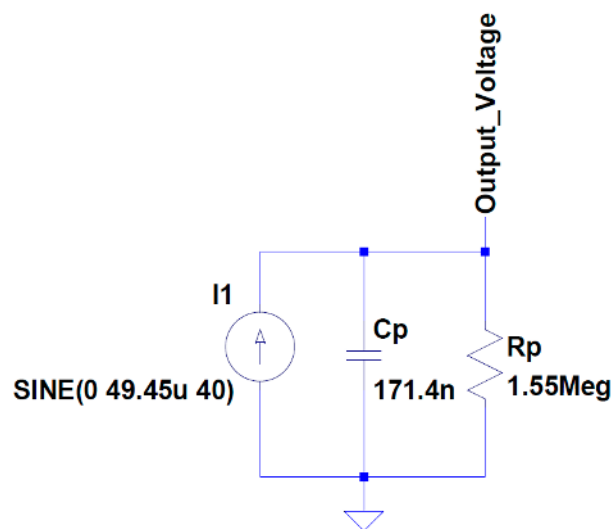 Output_Voltage
I1
SINE(0 49.45u 40)
Cp
171.4n
Rp
1.55Meg